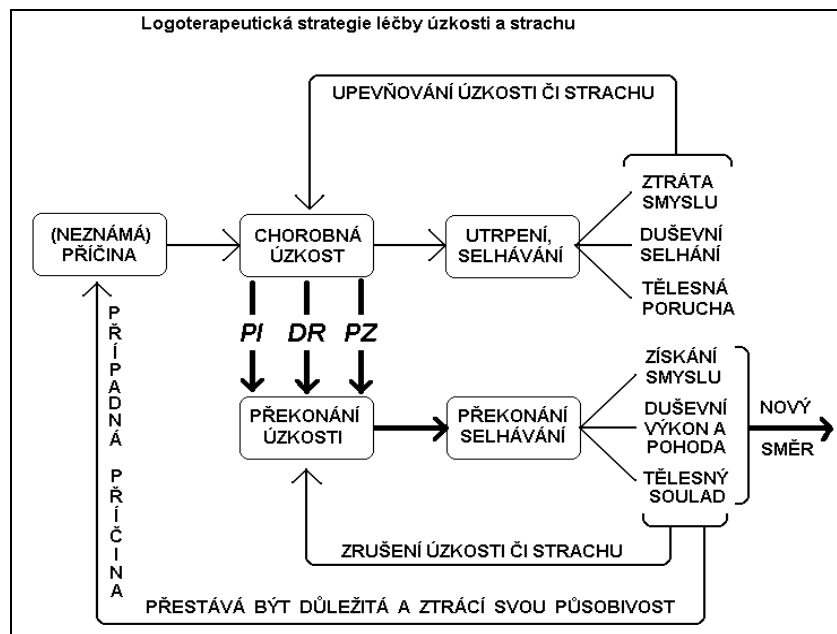 Logoterapeutická strategie léčby úzkosti a strachu
UPEVŇOVÁNÍ ÚZKOSTI ČI STRACHU
(NEZNÁMÁ)
PŘÍČINA
CHOROBNÁ
ÚZKOST
UTRPENÍ,
SELHÁVÁNÍ
ZTRÁTA
SMYSLU
DUŠEVNÍ
SELHÁNÍ
TĚLESNÁ
PORUCHA
PI DR PZ
PŘEKONÁNÍ
ÚZKOSTI
PŘEKONÁNÍ
SELHÁVÁNÍ
ZÍSKÁNÍ
SMYSLU
DUŠEVNÍ
VÝKON A
POHODA
TĚLESNÝ
SOULAD
NOVÝ
SMĚR
ZRUŠENÍ ÚZKOSTI ČI STRACHU
PŘÍPADNÁ PŘÍČINA
PŘESTÁVÁ BÝT DŮLEŽITÁ A ZTRÁCÍ SVOU PŮSOBIVOST